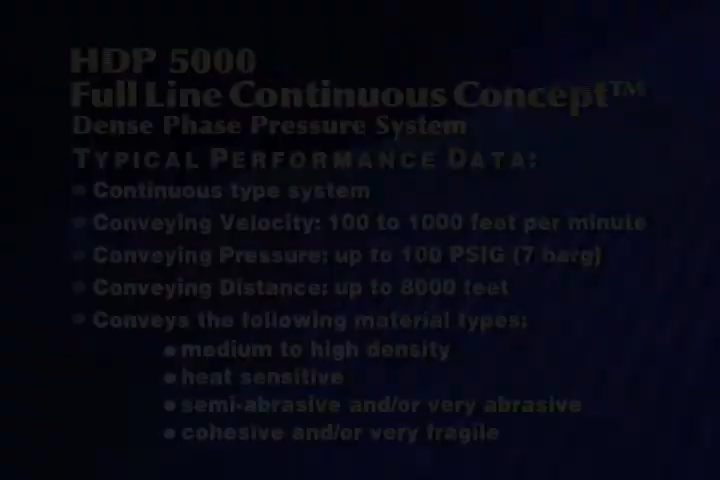 HDP 5000
Full Line Continuous Concept™
Dense Phase Pressure System
TYPICAL PERFORMANCE DATA:
• Continuous type system
• Conveying Velocity: 100 to 1000 feet per minute
• Conveying Pressure: up to 100 PSIG (7 barg)
• Conveying Distance: up to 8000 feet
• Conveys the following material types:
• medium to high density
• heat sensitive
• semi-abrasive and/or very abrasive
• cohesive and/or very fragile